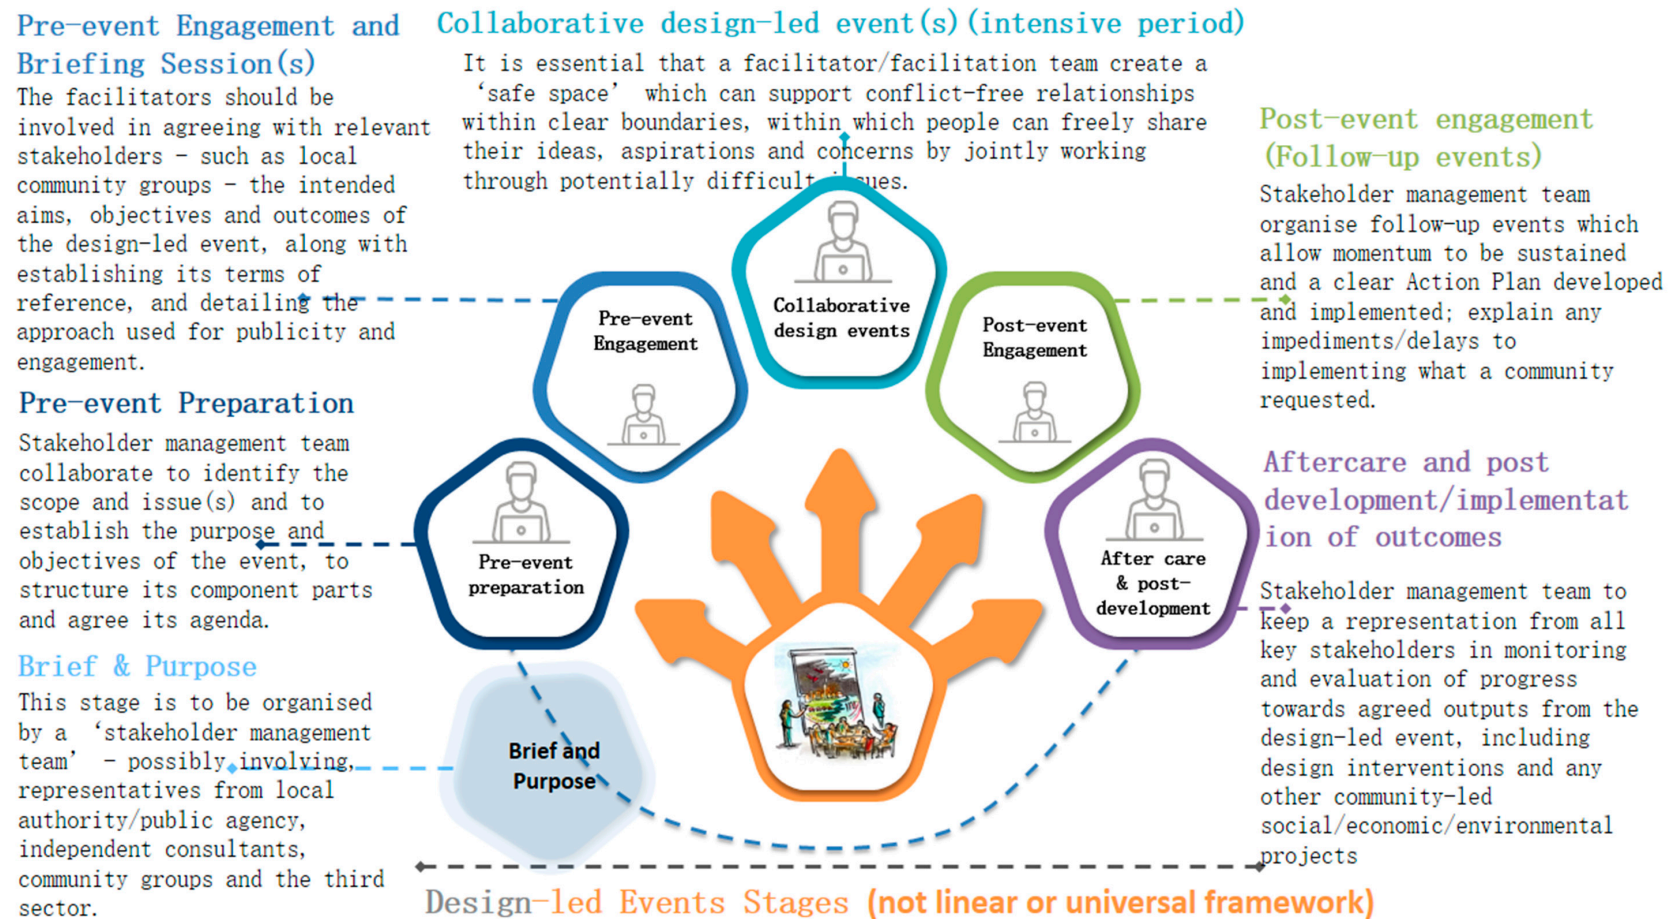 Pre-event Engagement and
Briefing Session(s)
The facilitators should be
involved in agreeing with relevant
stakeholders - such as local
community groups - the intended
aims, objectives and outcomes of
the design-led event, along with
establishing its terms of
reference, and detailing the
approach used for publicity and
engagement.
Pre-event Preparation
Stakeholder management team
collaborate to identify the
scope and issue(s) and to
establish the purpose and
objectives of the event, to
structure its component parts
and agree its agenda.
Brief & Purpose
This stage is to be organised
by a ‘stakeholder management
team’ - possibly involving,
representatives from local
authority/public agency,
independent consultants,
community groups and the third
sector.
Collaborative design-led event(s)(intensive period)
It is essential that a facilitator/facilitation team create a
‘safe space’ which can support conflict-free relationships
within clear boundaries, within which people can freely share
their ideas, aspirations and concerns by jointly working
through potentially difficult issues.
Collaborative
design events
Pre-event
Engagement
Post-event
Engagement
Pre-event
preparation
After care
& post-
development
Brief and
Purpose
Post-event engagement
(Follow-up events)
Stakeholder management team
organise follow-up events which
allow momentum to be sustained
and a clear Action Plan developed
and implemented; explain any
impediments/delays to
implementing what a community
requested.
Aftercare and post
development/implementat
ion of outcomes
Stakeholder management team to
keep a representation from all
key stakeholders in monitoring
and evaluation of progress
towards agreed outputs from the
design-led event, including
design interventions and any
other community-led
social/economic/environmental
projects
Design-led Events Stages (not linear or universal framework)